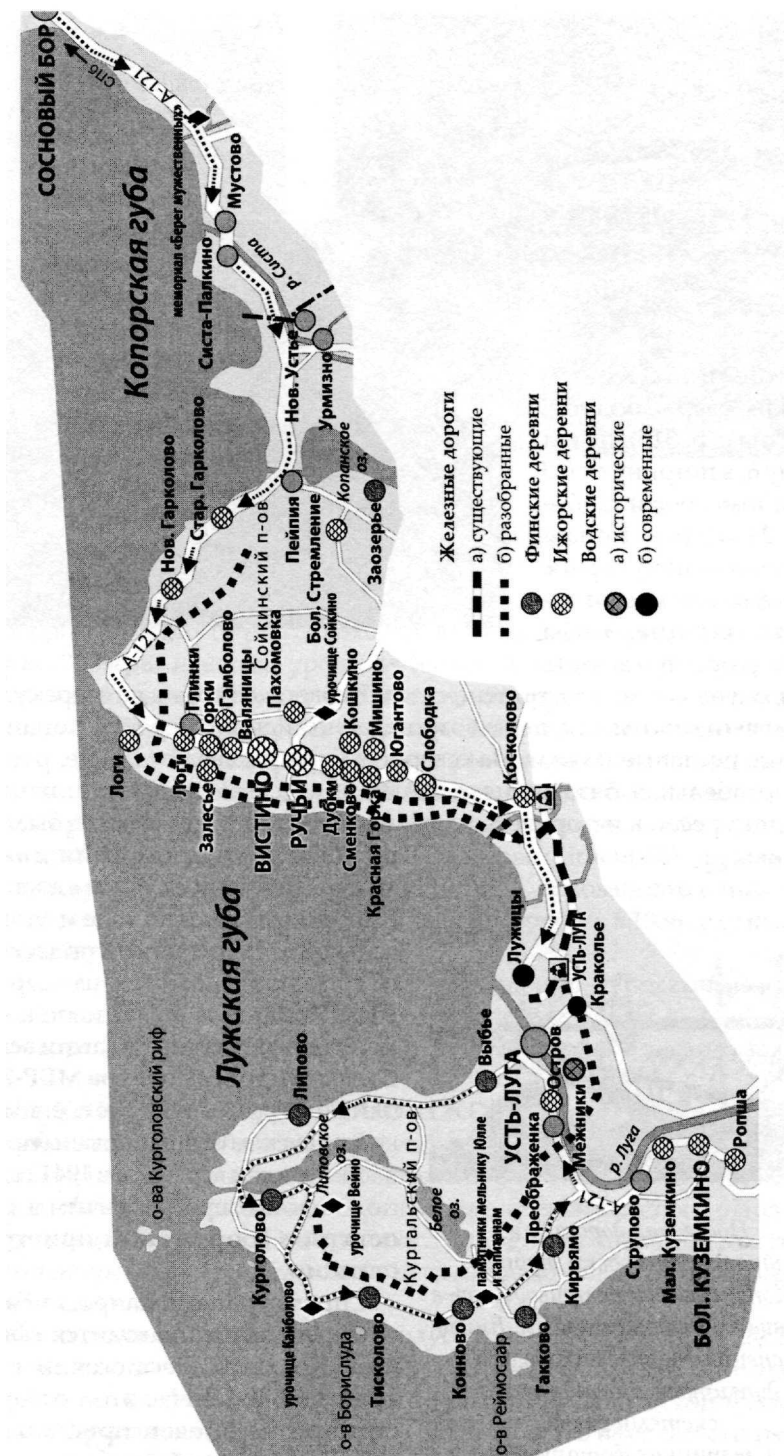 СОСНОВЫЙ БОР
СПб
А-121
мемориал «Берег мужественных»
Мустово
Систа-Палкино
р. Систа
Копорская губа
Нов. Устье
Урмизно
Нов. Гарколово
Стар. Гарколово
Сойкинский п-ов
Пейпия
Бол. Стремление
Копанское
оз.
Заозерье
А-121
Логи
Логи
Глинки
Горки
Гамболово
Валяницы
Пахомовка
Залесье
ВИСТИНО
РУЧЬИ
урочище Сойкино
Дубки
Сменково
Кошкино
Мишино
Красная Горка
Югантово
Слободка
Косколово
Лужская губа
Лужицы
УСТЬ-ЛУГА
Краколье
о-ва Курголовский риф
Липово
Выбье
Курголово
Липовское
оз.
урочище Вейно
Кургальский п-ов
УСТЬ-ЛУГА
Остров
Межники
Преображенка
урочище Кайболово
Белое
оз.
памятники мельнику Юлле
и капитанам
о-в Борислуда
Тисколово
Конново
о-в Реймосаар
Гакково
Кирьямо
р. Луга
А-121
Струпово
Мал. Куземкино
БОЛ. КУЗЕМКИНО
Ропша
Железные дороги
а) существующие
б) разобранные
Финские деревни
Ижорские деревни
Водские деревни
а) исторические
б) современные